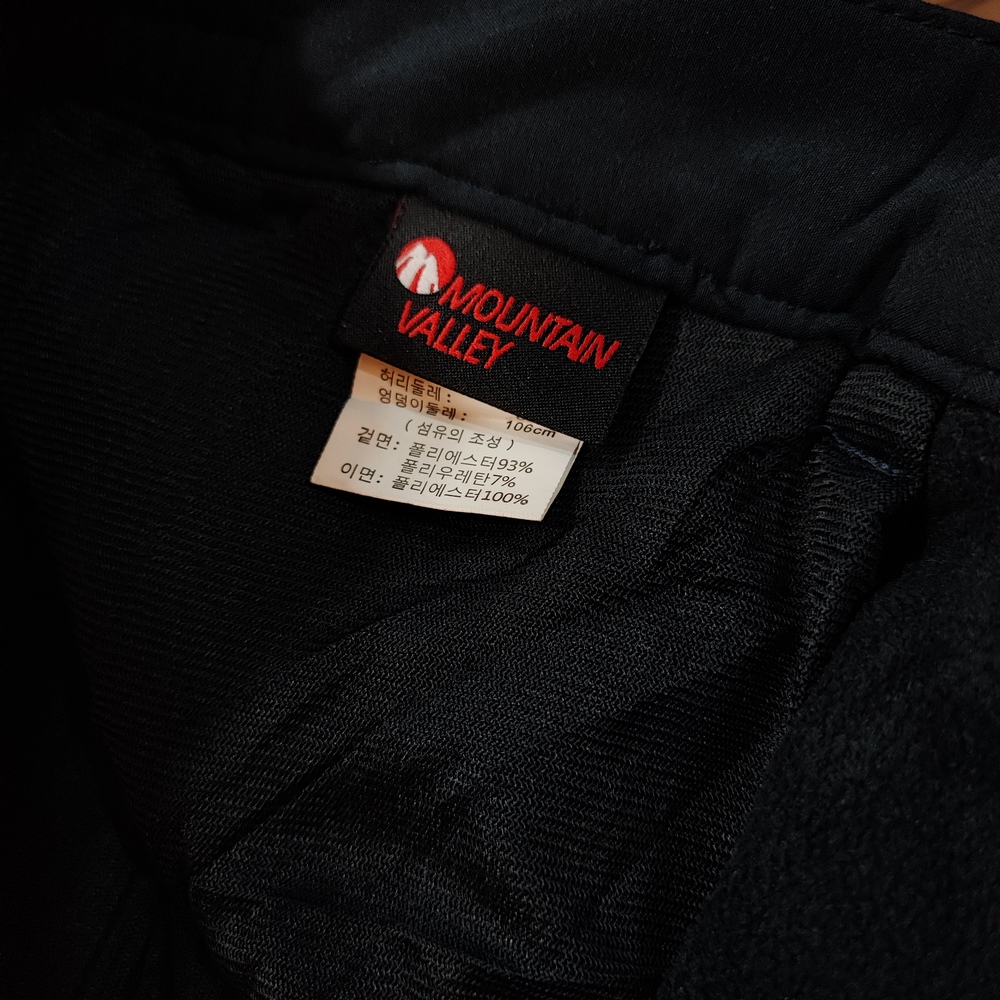 MOUNTAIN
VALLEY
허리둘레 :
엉덩이둘레 :
106cm
( 섬유의 조성 )
겉면: 폴리에스터93%
폴리우레탄7%
이면: 폴리에스터100%